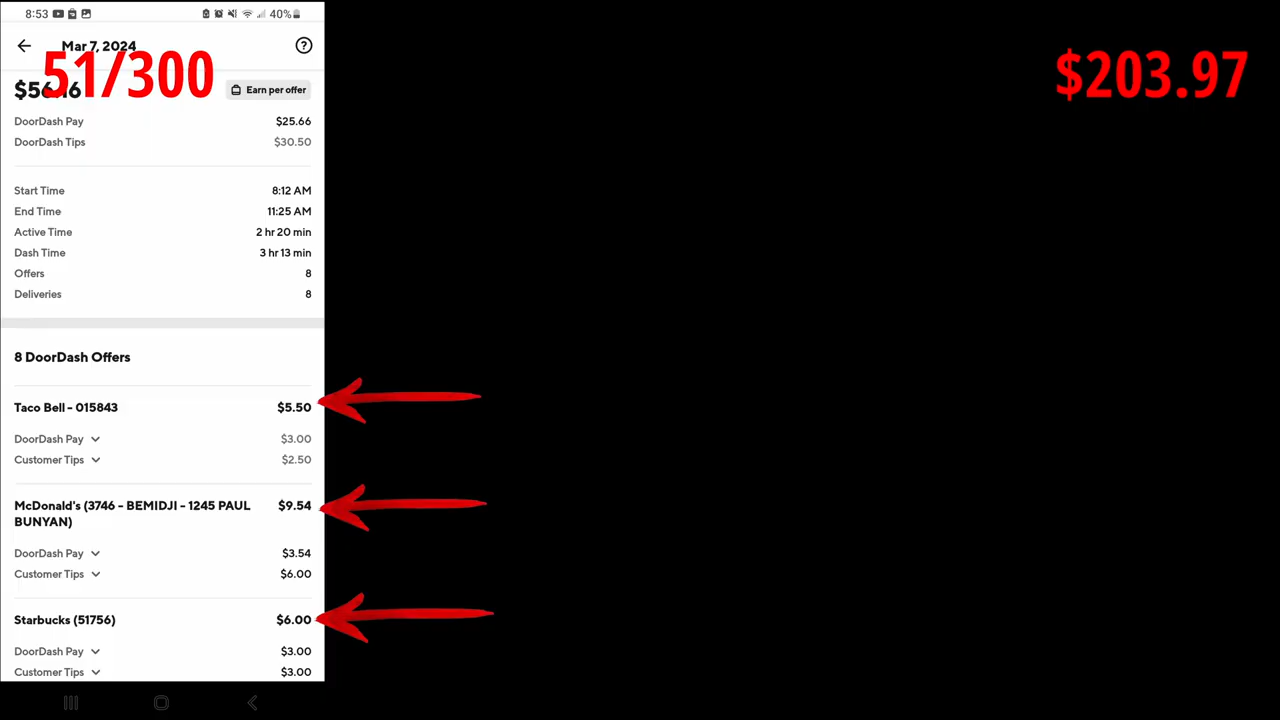 8:53 40%
Mar 7, 2024
51/300
$203.97
$56.16 Earn per offer
DoorDash Pay $25.66
DoorDash Tips $30.50
Start Time 8:12 AM
End Time 11:25 AM
Active Time 2 hr 20 min
Dash Time 3 hr 13 min
Offers 8
Deliveries 8
8 DoorDash Offers
Taco Bell - 015843 $5.50
DoorDash Pay $3.00
Customer Tips $2.50
McDonald's (3746 - BEMIDJI - 1245 PAUL $9.54
BUNYAN)
DoorDash Pay $3.54
Customer Tips $6.00
Starbucks (51756) $6.00
DoorDash Pay $3.00
Customer Tips $3.00